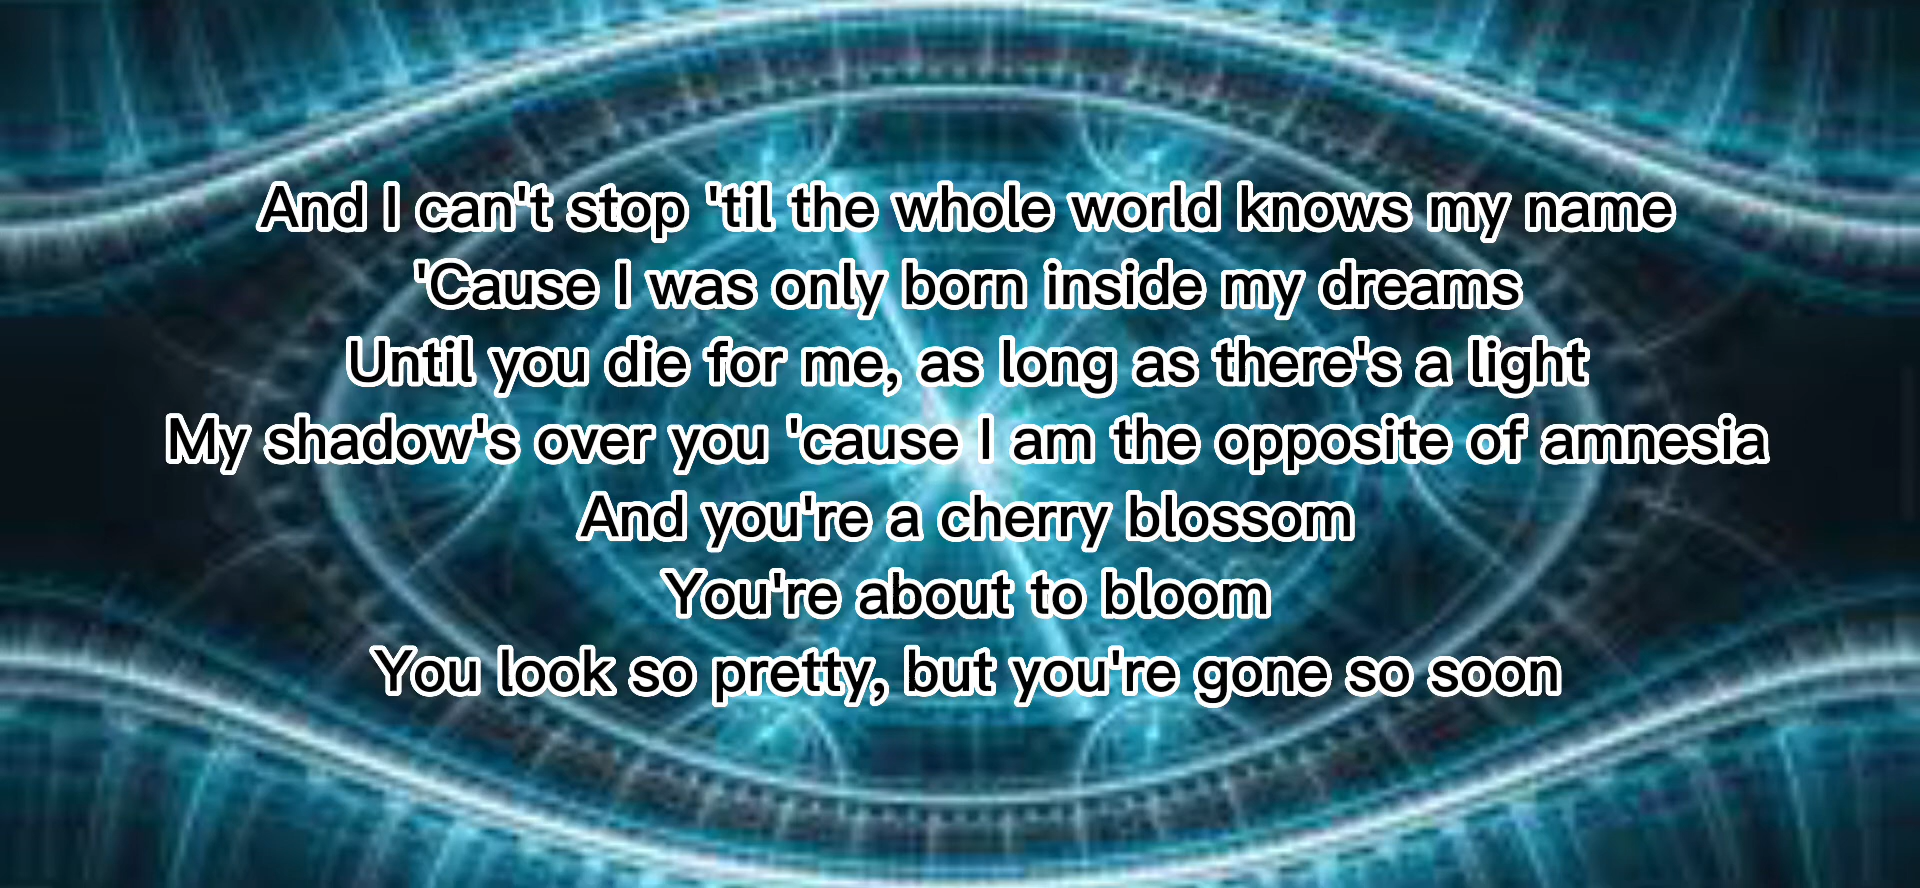 And I can't stop 'til the whole world knows my name
'Cause I was only born inside my dreams
Until you die for me, as long as there's a light
My shadow's over you 'cause I am the opposite of amnesia
And you're a cherry blossom
You're about to bloom
You look so pretty, but you're gone so soon